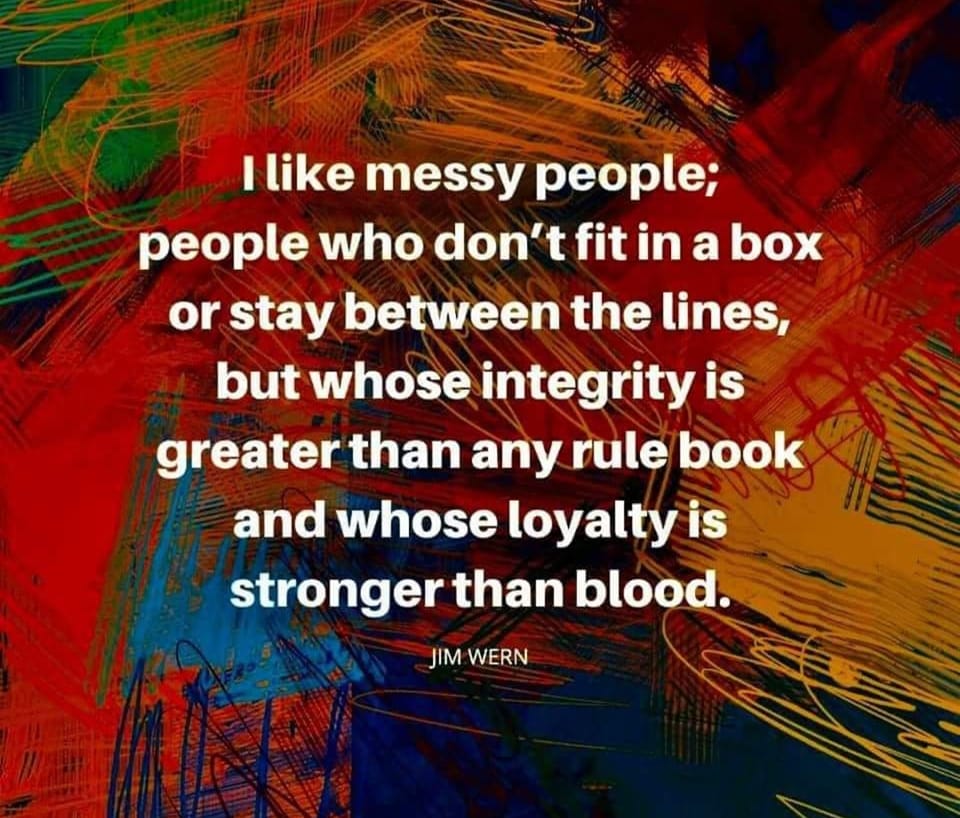 I like messy people;
people who don’t fit in a box
or stay between the lines,
but whose integrity is
greater than any rule book
and whose loyalty is
stronger than blood.
JIM WERN